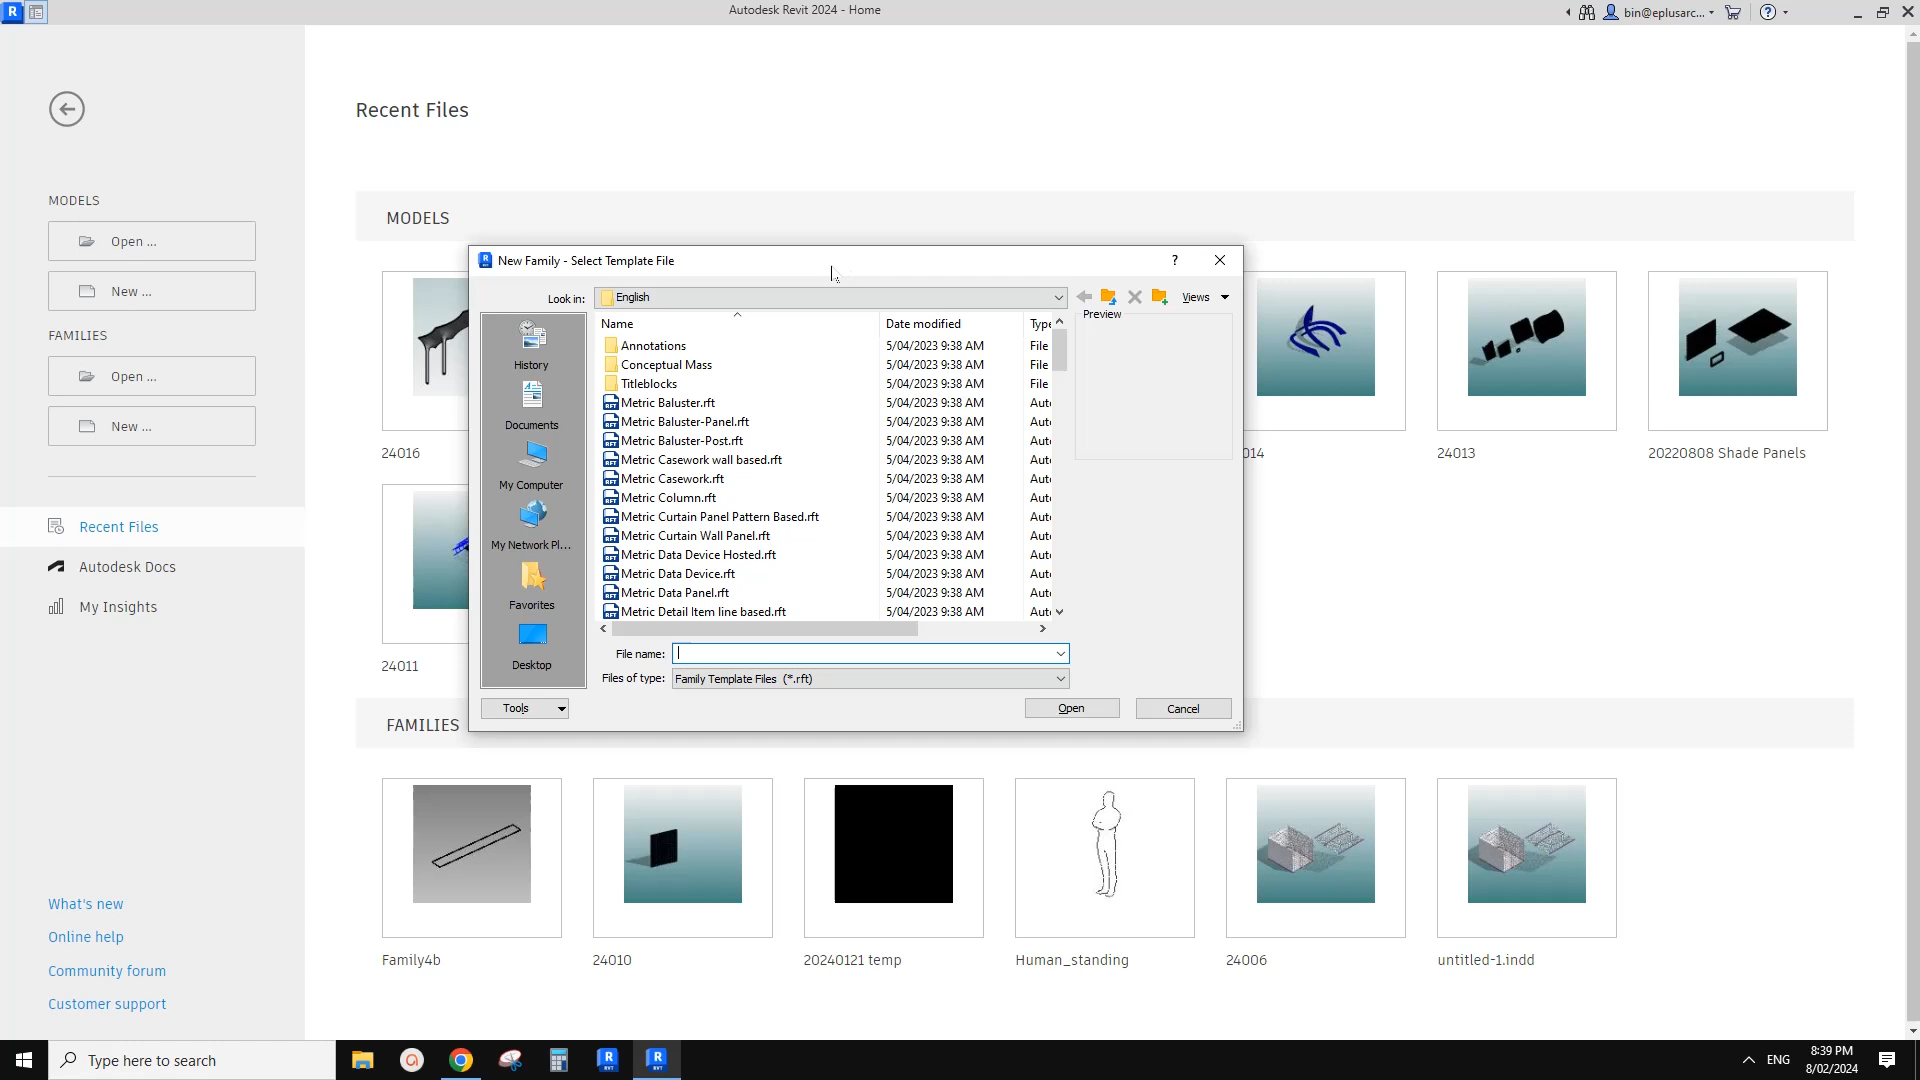 Autodesk Revit 2024 - Home
bin@eplusarc...
Recent Files
MODELS
Open ...
New ...
FAMILIES
Open ...
New ...
Recent Files
Autodesk Docs
My Insights
What's new
Online help
Community forum
Customer support
MODELS
24016
014
24013
20220808 Shade Panels
24011
New Family - Select Template File
?
Look in:
English
Views
Preview
History
Documents
My Computer
My Network Pl...
Favorites
Desktop
Name Date modified Type
Annotations 5/04/2023 9:38 AM File
Conceptual Mass 5/04/2023 9:38 AM File
Titleblocks 5/04/2023 9:38 AM File
Metric Baluster.rft 5/04/2023 9:38 AM Aut
Metric Baluster-Panel.rft 5/04/2023 9:38 AM Aut
Metric Baluster-Post.rft 5/04/2023 9:38 AM Aut
Metric Casework wall based.rft 5/04/2023 9:38 AM Aut
Metric Casework.rft 5/04/2023 9:38 AM Aut
Metric Column.rft 5/04/2023 9:38 AM Aut
Metric Curtain Panel Pattern Based.rft 5/04/2023 9:38 AM Aut
Metric Curtain Wall Panel.rft 5/04/2023 9:38 AM Aut
Metric Data Device Hosted.rft 5/04/2023 9:38 AM Aut
Metric Data Device.rft 5/04/2023 9:38 AM Aut
Metric Data Panel.rft 5/04/2023 9:38 AM Aut
Metric Detail Item line based.rft 5/04/2023 9:38 AM Aut
File name:
Files of type: Family Template Files (*.rft)
Tools
Open
Cancel
FAMILIES
Family4b
24010
20240121 temp
Human_standing
24006
untitled-1.indd
Type here to search
ENG
8:39 PM
8/02/2024